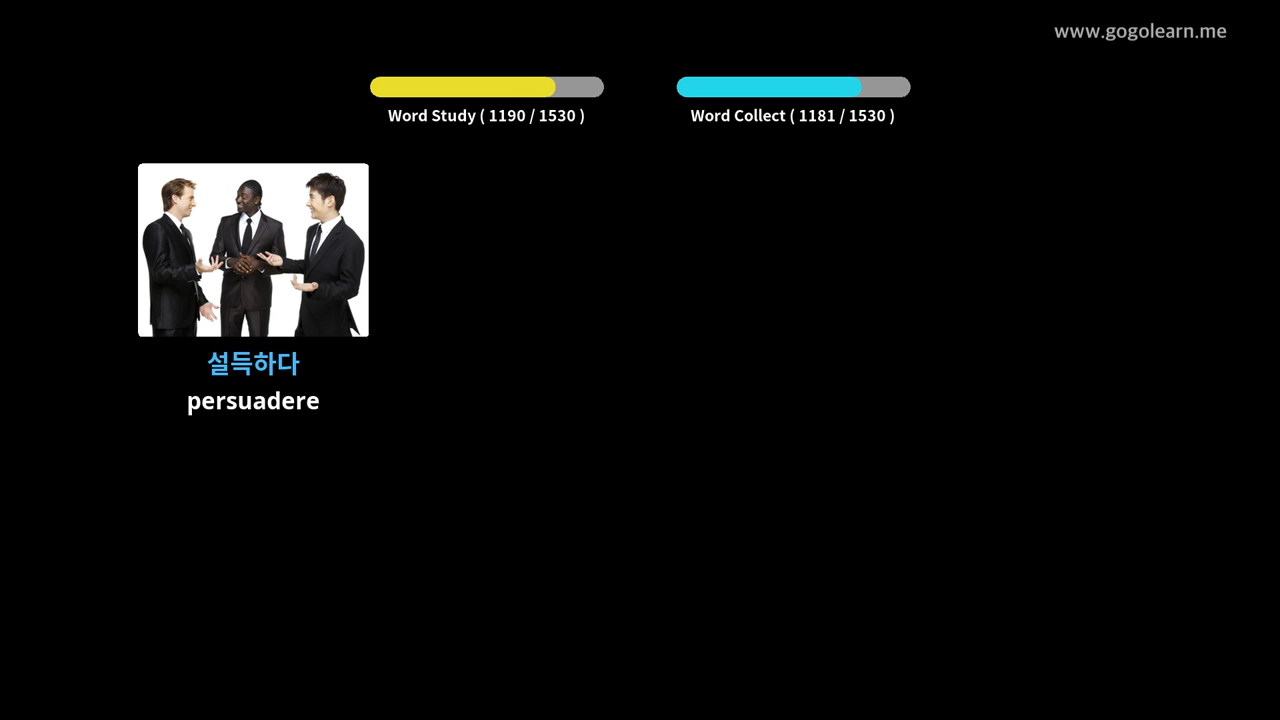 www.gogolearn.me
Word Study ( 1190 / 1530 )
Word Collect ( 1181 / 1530 )
설득하다
persuadere